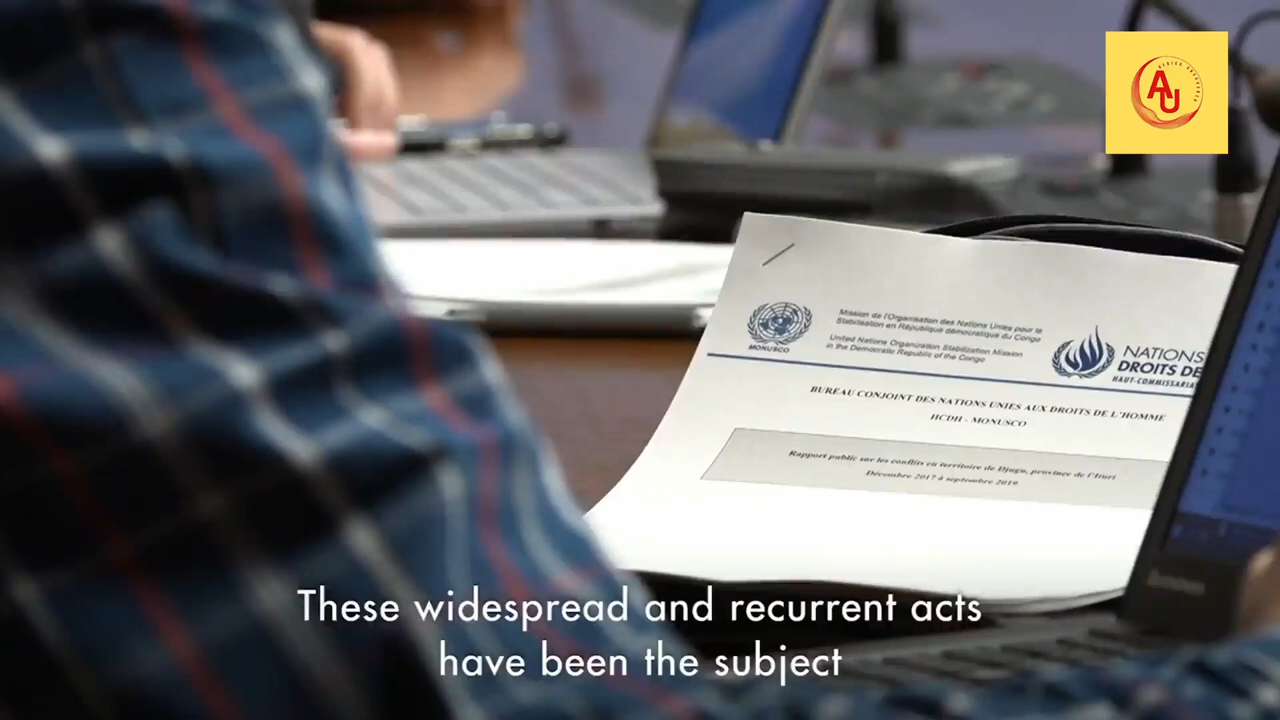 AU
MONUSCO
Mission de l'Organisation des Nations Unies pour la
Stabilisation en République démocratique du Congo
United Nations Organization Stabilization Mission
in the Democratic Republic of the Congo
NATIONS
DROITS DE
HAUT-COMMISSARIA
BUREAU CONJOINT DES NATIONS UNIES AUX DROITS DE L'HOMME
HCDH - MONUSCO
Rapport public sur les conflits en territoire de Djugu, province de l'Ituri
Décembre 2017 à septembre 2019
These widespread and recurrent acts
have been the subject